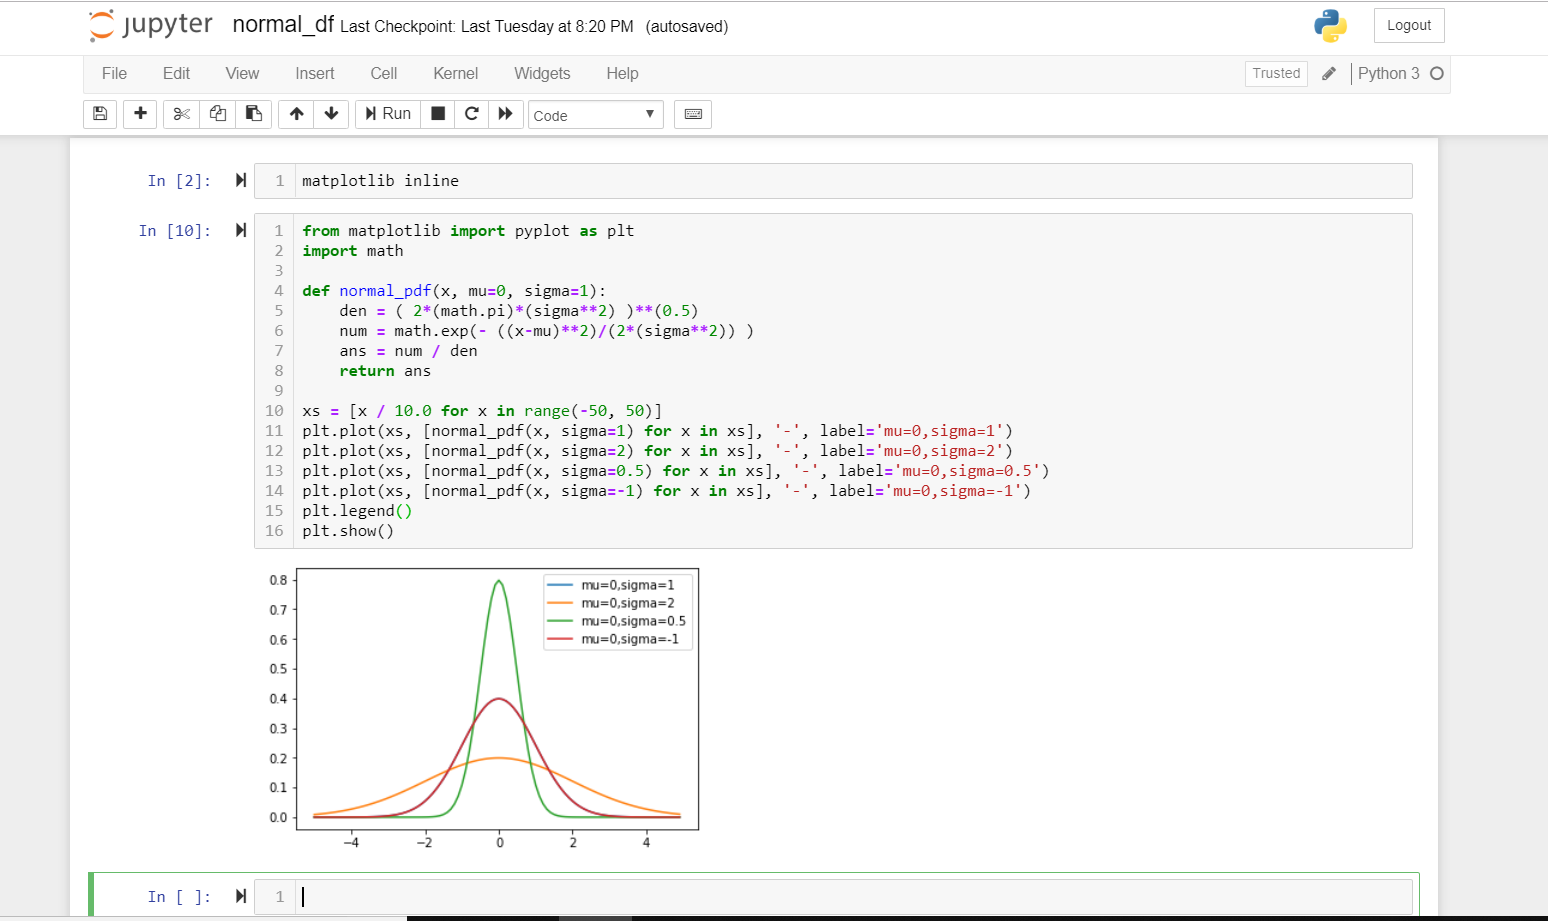 jupyter normal_df Last Checkpoint: Last Tuesday at 8:20 PM (autosaved) Logout
File Edit View Insert Cell Kernel Widgets Help Trusted Python 3
Run Code
In [2]: 1 matplotlib inline
In [10]: 1 from matplotlib import pyplot as plt
2 import math
3
4 def normal_pdf(x, mu=0, sigma=1):
5     den = ( 2*(math.pi)*(sigma**2) )**(0.5)
6     num = math.exp(- ((x-mu)**2)/(2*(sigma**2)) )
7     ans = num / den
8     return ans
9
10 xs = [x / 10.0 for x in range(-50, 50)]
11 plt.plot(xs, [normal_pdf(x, sigma=1) for x in xs], '-', label='mu=0,sigma=1')
12 plt.plot(xs, [normal_pdf(x, sigma=2) for x in xs], '-', label='mu=0,sigma=2')
13 plt.plot(xs, [normal_pdf(x, sigma=0.5) for x in xs], '-', label='mu=0,sigma=0.5')
14 plt.plot(xs, [normal_pdf(x, sigma=-1) for x in xs], '-', label='mu=0,sigma=-1')
15 plt.legend()
16 plt.show()
0.8
0.7
0.6
0.5
0.4
0.3
0.2
0.1
0.0
mu=0,sigma=1
mu=0,sigma=2
mu=0,sigma=0.5
mu=0,sigma=-1
−4 −2 0 2 4
In [ ]: 1